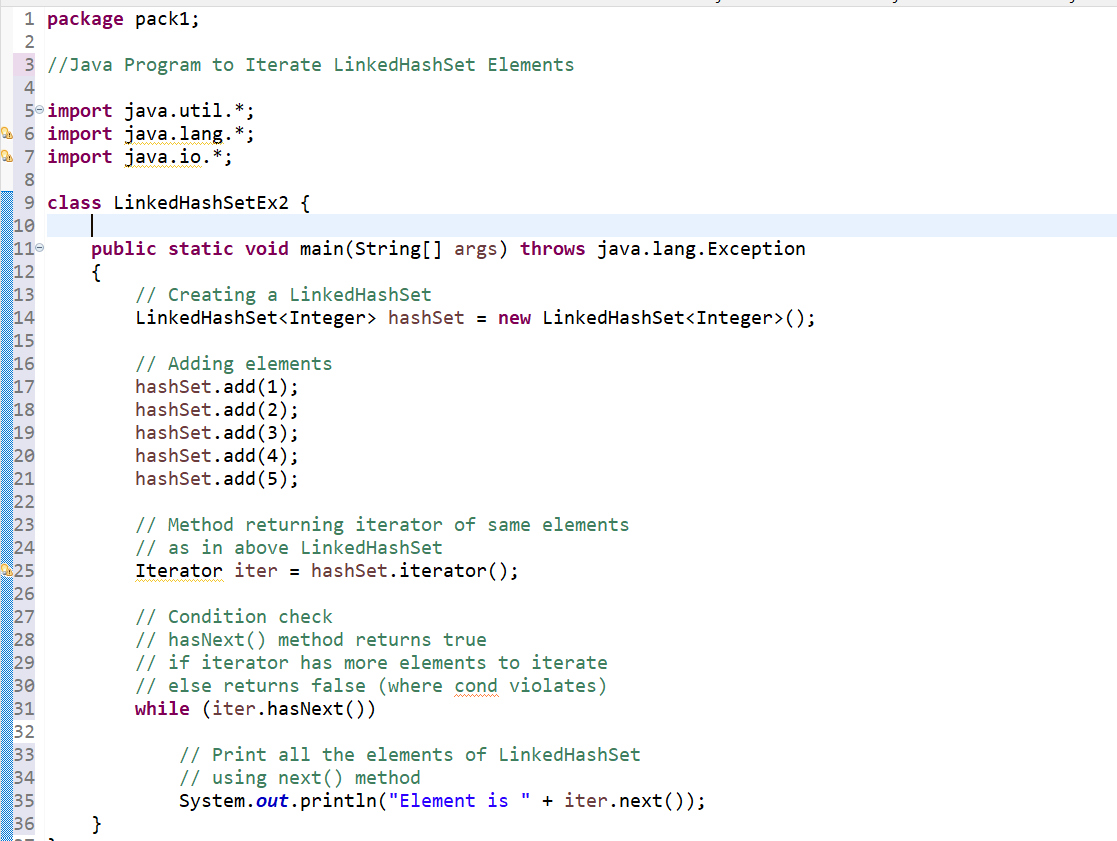 1 package pack1;
2
3 //Java Program to Iterate LinkedHashSet Elements
4
5 import java.util.*;
6 import java.lang.*;
7 import java.io.*;
8
9 class LinkedHashSetEx2 {
10
11     public static void main(String[] args) throws java.lang.Exception
12     {
13         // Creating a LinkedHashSet
14         LinkedHashSet<Integer> hashSet = new LinkedHashSet<Integer>();
15
16         // Adding elements
17         hashSet.add(1);
18         hashSet.add(2);
19         hashSet.add(3);
20         hashSet.add(4);
21         hashSet.add(5);
22
23         // Method returning iterator of same elements
24         // as in above LinkedHashSet
25         Iterator iter = hashSet.iterator();
26
27         // Condition check
28         // hasNext() method returns true
29         // if iterator has more elements to iterate
30         // else returns false (where cond violates)
31         while (iter.hasNext())
32
33             // Print all the elements of LinkedHashSet
34             // using next() method
35             System.out.println("Element is " + iter.next());
36     }